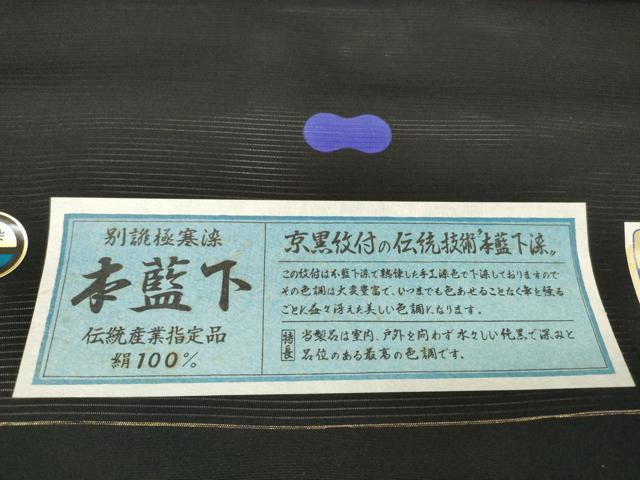 別誂極寒染
本藍下
伝統産業指定品
絹100%
京黒紋付の伝統技術"本藍下染"
この紋付は本藍下染で熟練した手工染色で下染しておりますので
その色調は大変豊富で、いつまでも色あせることなく年を経る
ごとに益々冴えた美しい色調になります。
特長
当製品は室内、戸外を問わず水々しい純黒で深みと
品位のある最高の色調です。
染